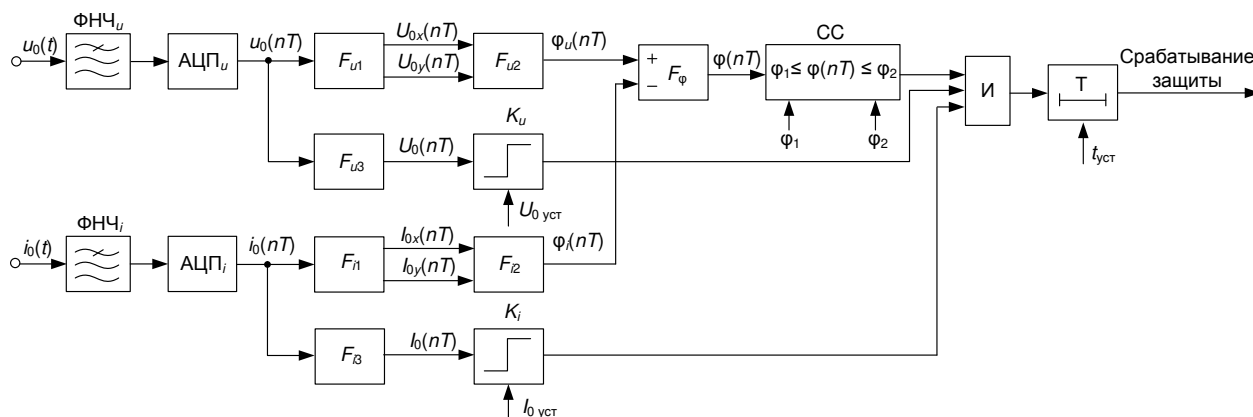 ФНЧu
u0(t)
АЦПu
u0(nT)
Fu1
U0x(nT)
U0y(nT)
Fu2
φu(nT)
+
−
Fφ
φ(nT)
СС
φ1 ≤ φ(nT) ≤ φ2
φ1
φ2
И
Т
tуст
Срабатывание
защиты
Fu3
U0(nT)
Ku
U0 уст
ФНЧi
i0(t)
АЦПi
i0(nT)
Fi1
I0x(nT)
I0y(nT)
Fi2
φi(nT)
Fi3
I0(nT)
Ki
I0 уст